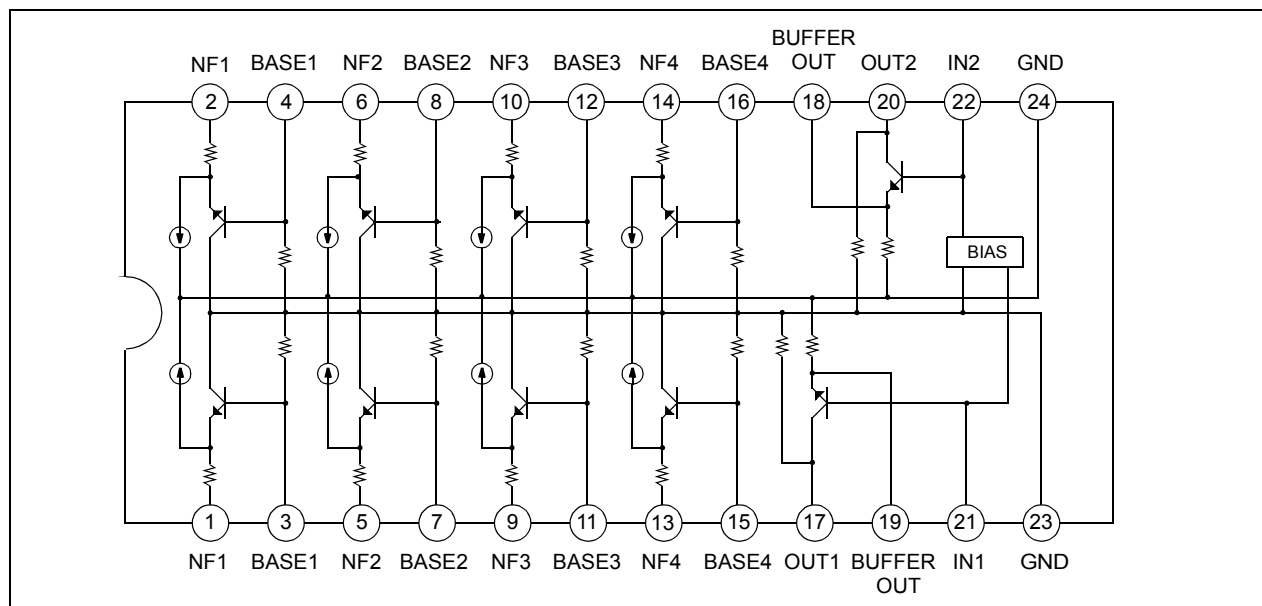 BUFFER
NF1 BASE1 NF2 BASE2 NF3 BASE3 NF4 BASE4 OUT OUT2 IN2 GND
2 4 6 8 10 12 14 16 18 20 22 24
BIAS
1 3 5 7 9 11 13 15 17 19 21 23
NF1 BASE1 NF2 BASE2 NF3 BASE3 NF4 BASE4 OUT1 BUFFER IN1 GND
OUT